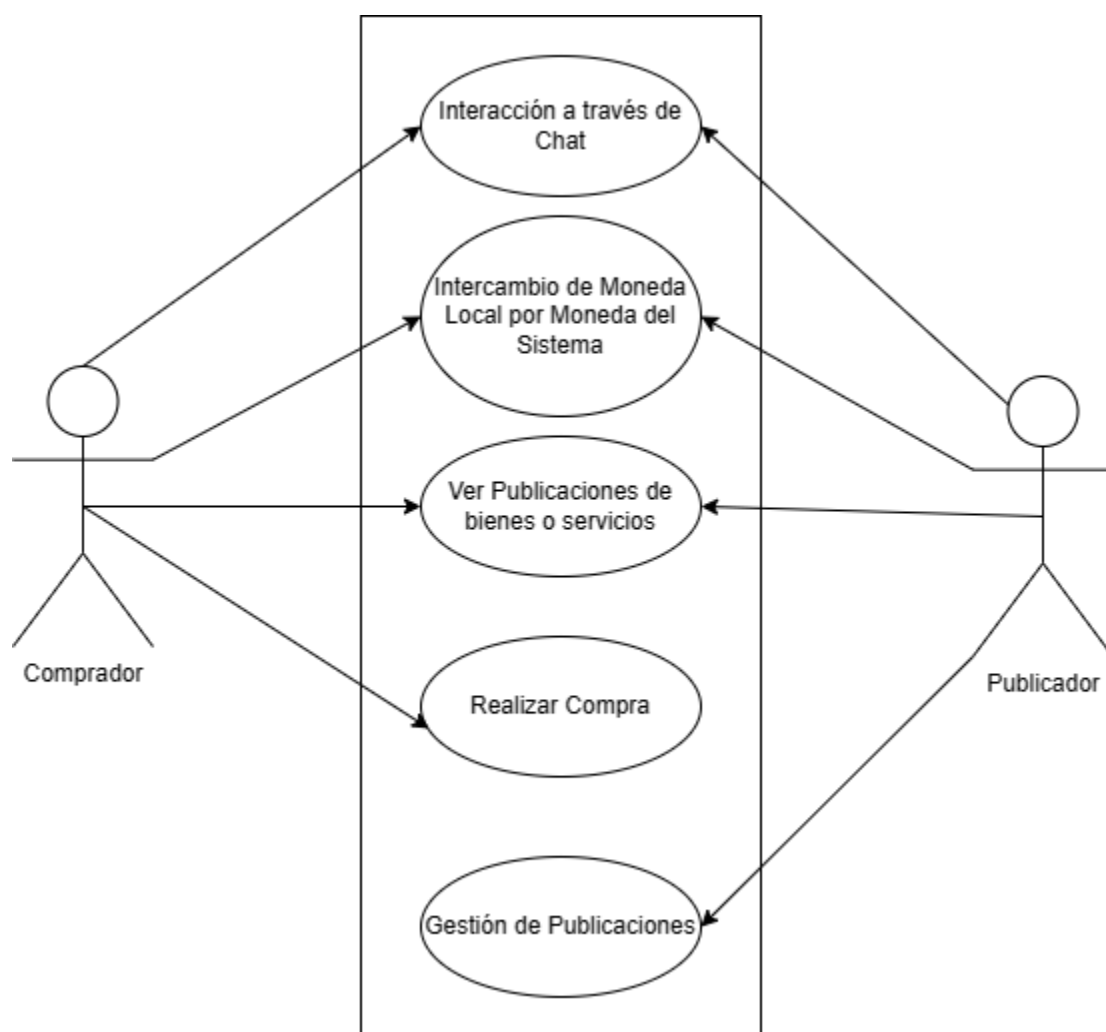 Interacción a través de
Chat
Intercambio de Moneda
Local por Moneda del
Sistema
Ver Publicaciones de
bienes o servicios
Comprador
Publicador
Realizar Compra
Gestión de Publicaciones